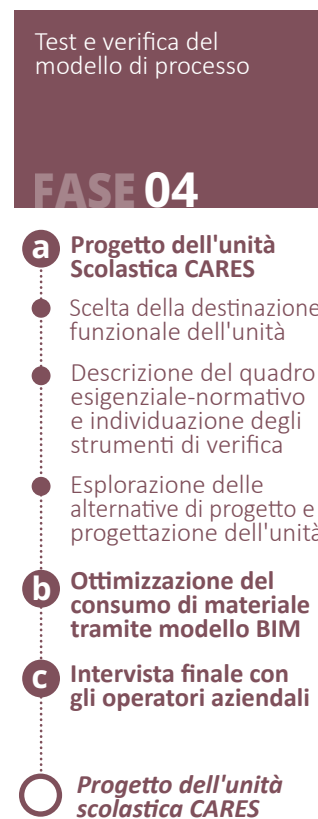 Test e verifica del
modello di processo
FASE 04
a Progetto dell'unità
Scolastica CARES
Scelta della destinazione
funzionale dell'unità
Descrizione del quadro
esigenziale-normativo
e individuazione degli
strumenti di verifica
Esplorazione delle
alternative di progetto e
progettazione dell'unità
b Ottimizzazione del
consumo di materiale
tramite modello BIM
c Intervista finale con
gli operatori aziendali
Progetto dell'unità
scolastica CARES